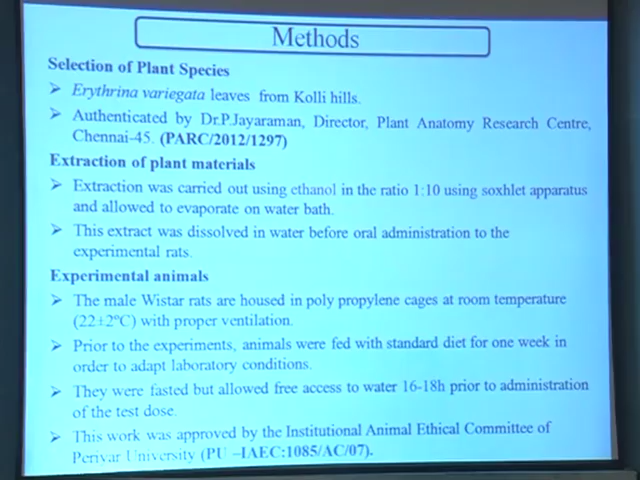 Methods
Selection of Plant Species
➢ Erythrina variegata leaves from Kolli hills.
➢ Authenticated by Dr.P.Jayaraman, Director, Plant Anatomy Research Centre,
Chennai-45. (PARC/2012/1297)
Extraction of plant materials
➢ Extraction was carried out using ethanol in the ratio 1:10 using soxhlet apparatus
and allowed to evaporate on water bath.
➢ This extract was dissolved in water before oral administration to the
experimental rats.
Experimental animals
➢ The male Wistar rats are housed in poly propylene cages at room temperature
(22±2ºC) with proper ventilation.
➢ Prior to the experiments, animals were fed with standard diet for one week in
order to adapt laboratory conditions.
➢ They were fasted but allowed free access to water 16-18h prior to administration
of the test dose.
➢ This work was approved by the Institutional Animal Ethical Committee of
Periyar University (PU –IAEC:1085/AC/07).